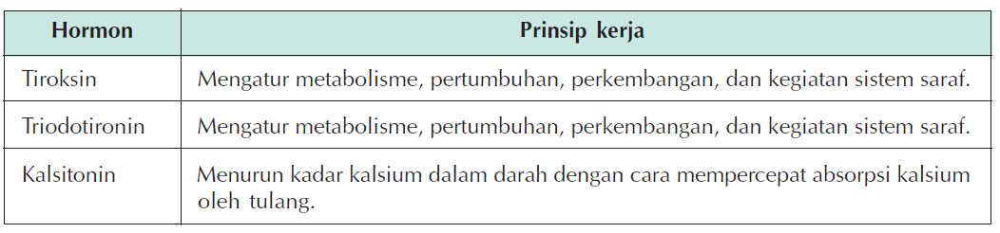 Hormon Prinsip kerja
Tiroksin Mengatur metabolisme, pertumbuhan, perkembangan, dan kegiatan sistem saraf.
Triodotironin Mengatur metabolisme, pertumbuhan, perkembangan, dan kegiatan sistem saraf.
Kalsitonin Menurun kadar kalsium dalam darah dengan cara mempercepat absorpsi kalsium
oleh tulang.